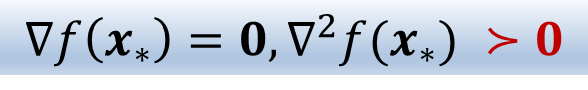 ∇f(x∗) = 0, ∇²f(x∗) ≻ 0